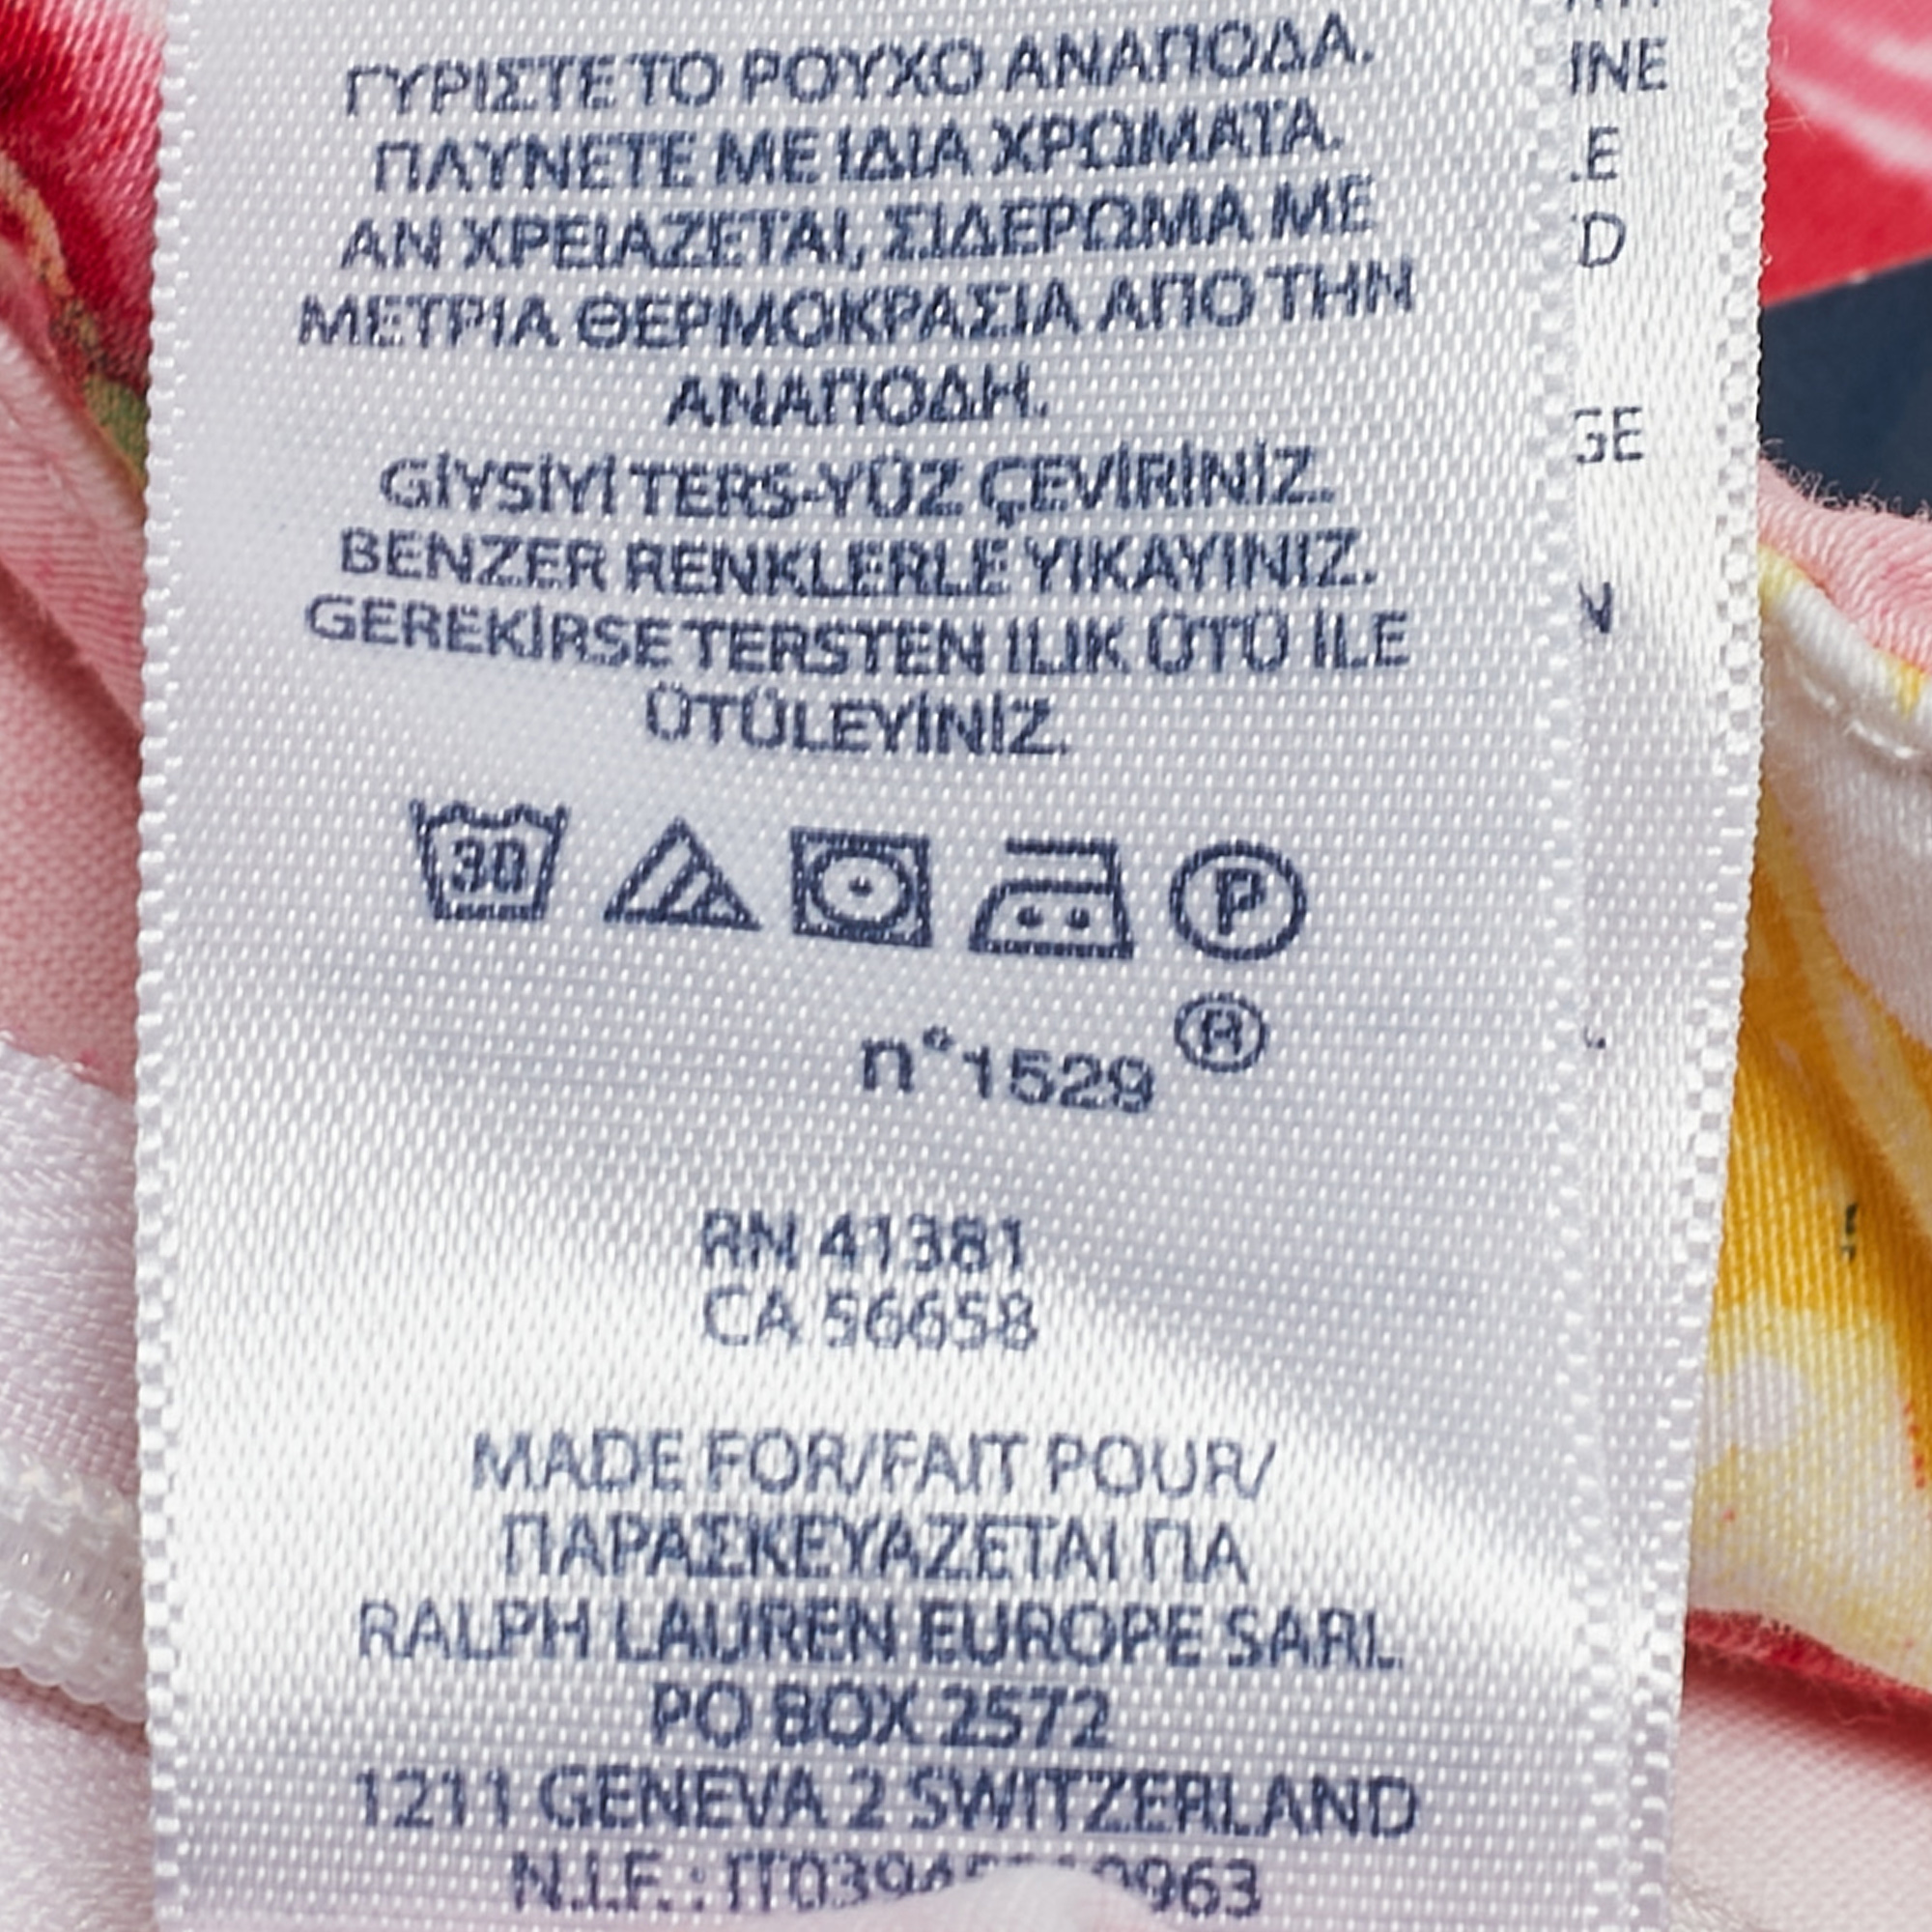 ΓΥΡΙΣΤΕ ΤΟ ΡΟΥΧΟ ΑΝΑΠΟΔΑ.
ΠΛΥΝΕΤΕ ΜΕ ΙΔΙΑ ΧΡΩΜΑΤΑ.
ΑΝ ΧΡΕΙΑΖΕΤΑΙ, ΣΙΔΕΡΩΜΑ ΜΕ
ΜΕΤΡΙΑ ΘΕΡΜΟΚΡΑΣΙΑ ΑΠΟ ΤΗΝ
ΑΝΑΠΟΔΗ.
GİYSİYİ TERS-YÜZ ÇEVİRİNİZ.
BENZER RENKLERLE YIKAYINIZ.
GEREKİRSE TERSTEN ILIK ÜTÜ İLE
ÜTÜLEYİNİZ.
30 P
n°1529 ®
RN 41381
CA 56658
MADE FOR/FAIT POUR/
ΠΑΡΑΣΚΕΥΑΖΕΤΑΙ ΓΙΑ
RALPH LAUREN EUROPE SARL
PO BOX 2572
1211 GENEVA 2 SWITZERLAND
N.I.F. :